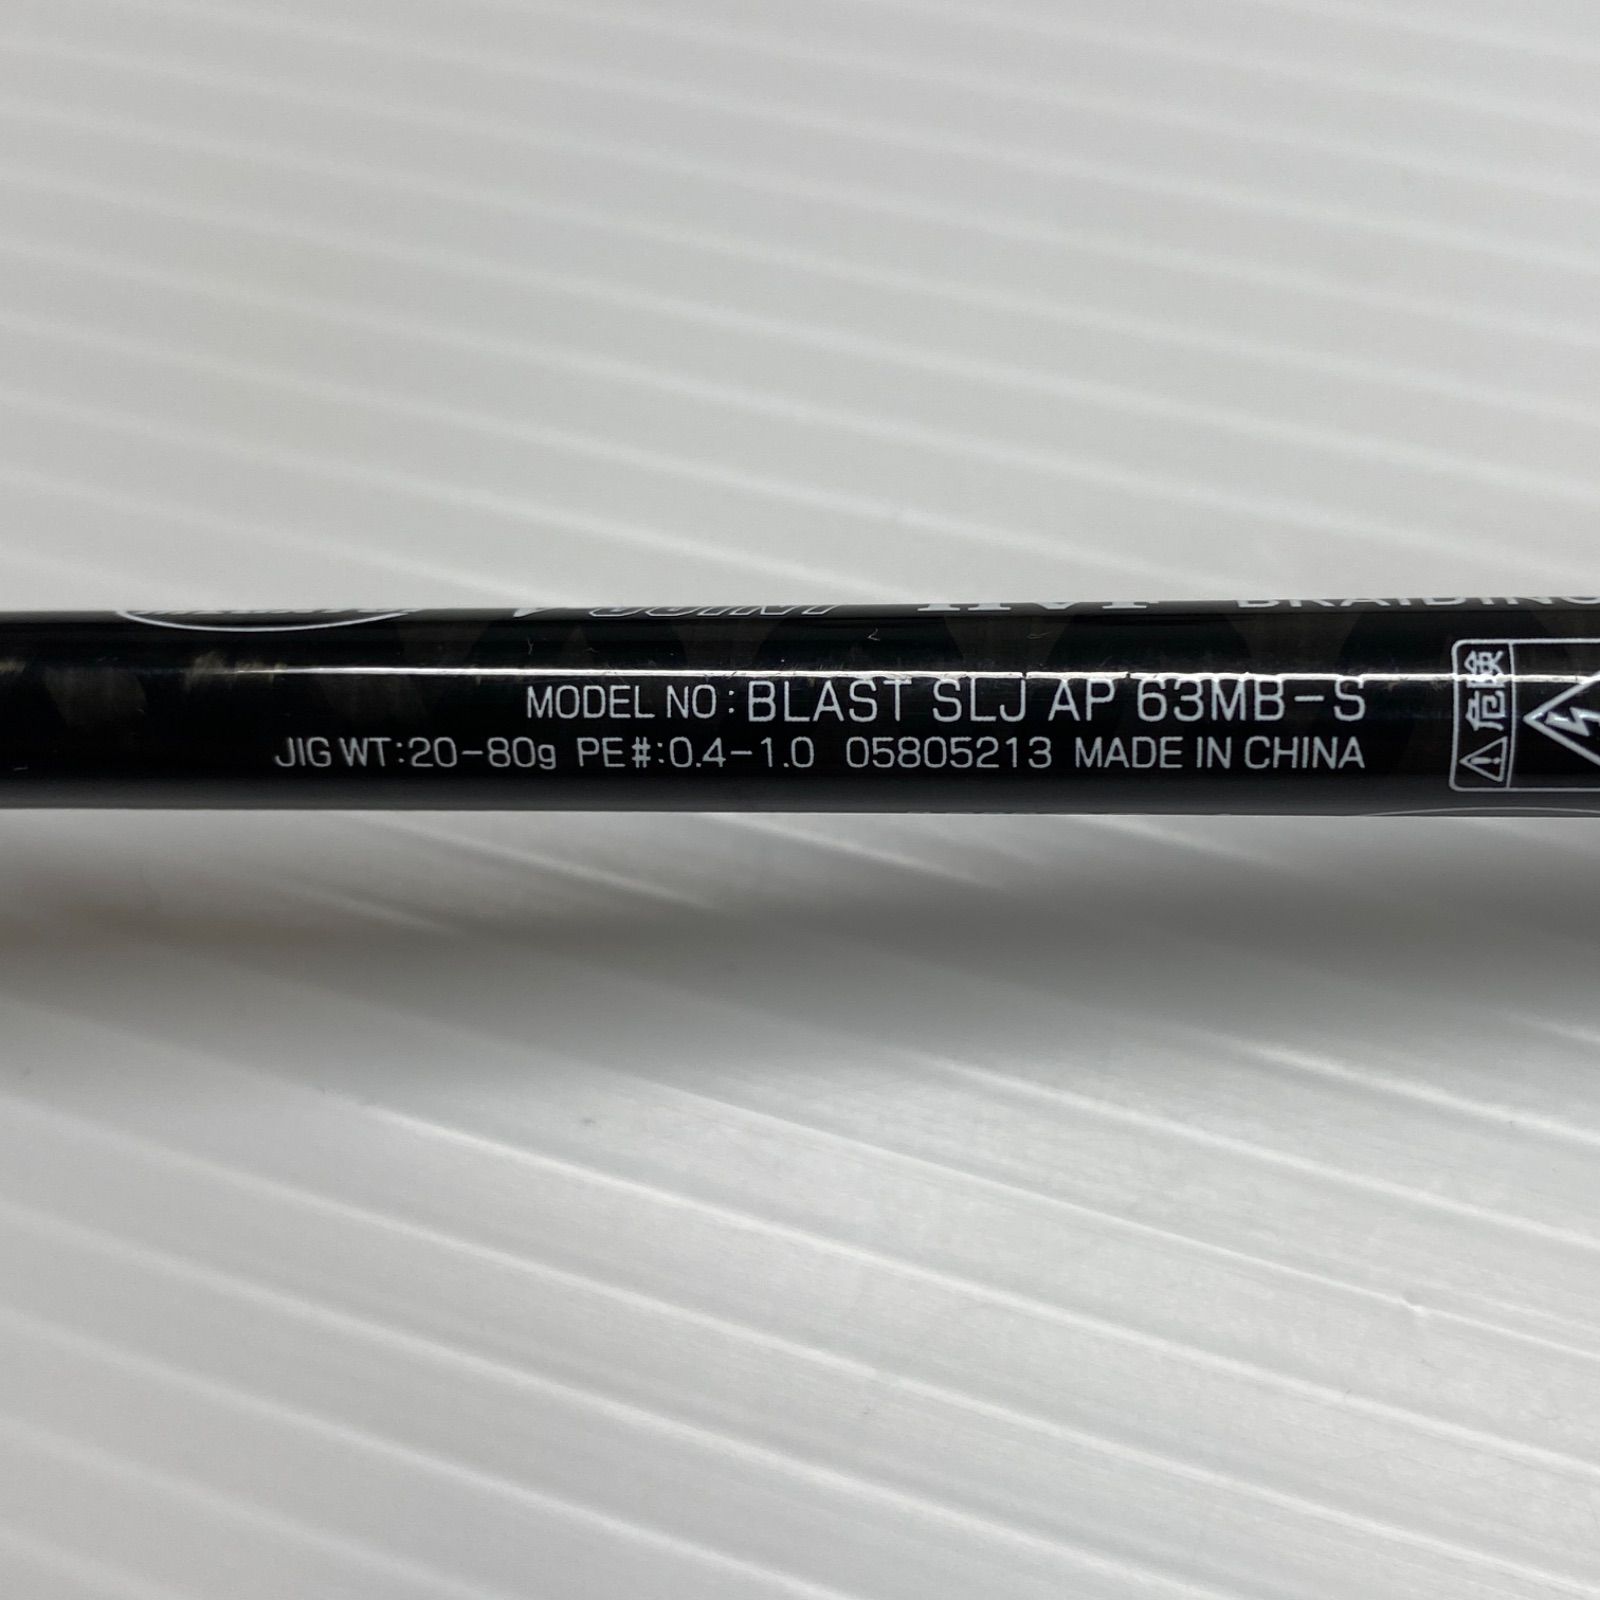 BRAIDING
MODEL NO:BLAST SLJ AP 63MB-S
JIG WT:20-80g PE#:0.4-1.0 05805213 MADE IN CHINA
危険